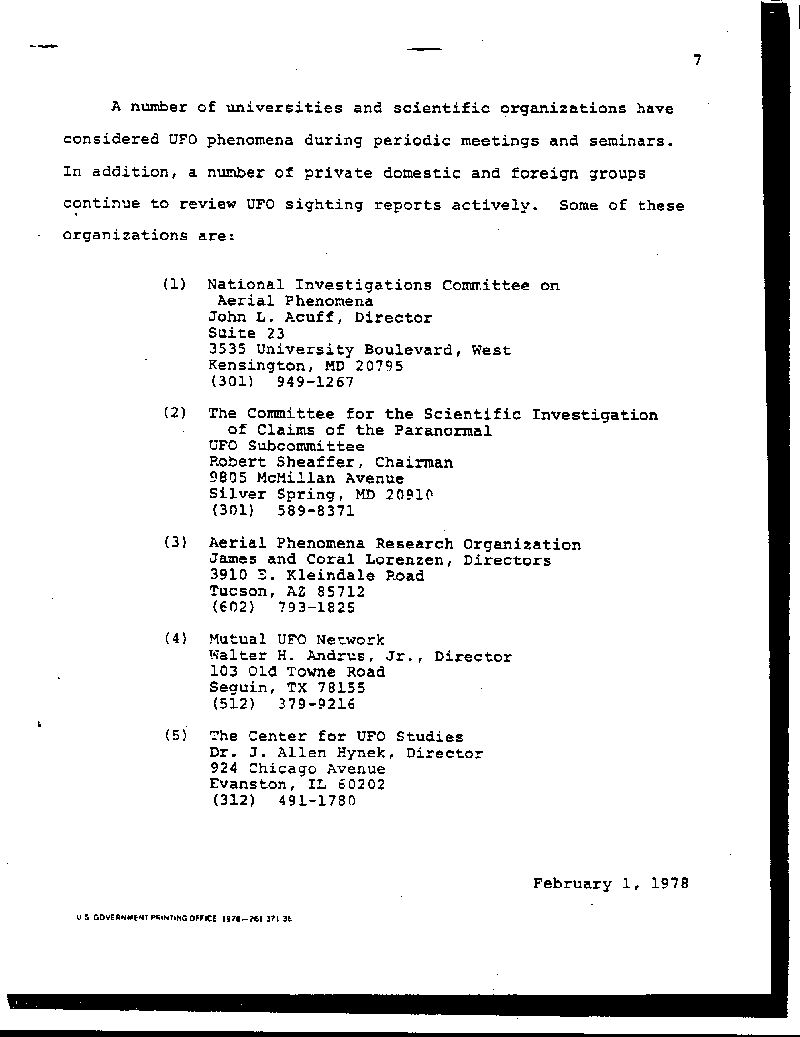 7
A number of universities and scientific organizations have
considered UFO phenomena during periodic meetings and seminars.
In addition, a number of private domestic and foreign groups
continue to review UFO sighting reports actively. Some of these
organizations are:
(1) National Investigations Committee on
Aerial Phenomena
John L. Acuff, Director
Suite 23
3535 University Boulevard, West
Kensington, MD 20795
(301) 949-1267
(2) The Committee for the Scientific Investigation
of Claims of the Paranormal
UFO Subcommittee
Robert Sheaffer, Chairman
9805 McMillan Avenue
Silver Spring, MD 20910
(301) 589-8371
(3) Aerial Phenomena Research Organization
James and Coral Lorenzen, Directors
3910 E. Kleindale Road
Tucson, AZ 85712
(602) 793-1825
(4) Mutual UFO Network
Walter H. Andrus, Jr., Director
103 Old Towne Road
Seguin, TX 78155
(512) 379-9216
(5) The Center for UFO Studies
Dr. J. Allen Hynek, Director
924 Chicago Avenue
Evanston, IL 60202
(312) 491-1780
February 1, 1978
U S GOVERNMENT PRINTING OFFICE 1978-261 371